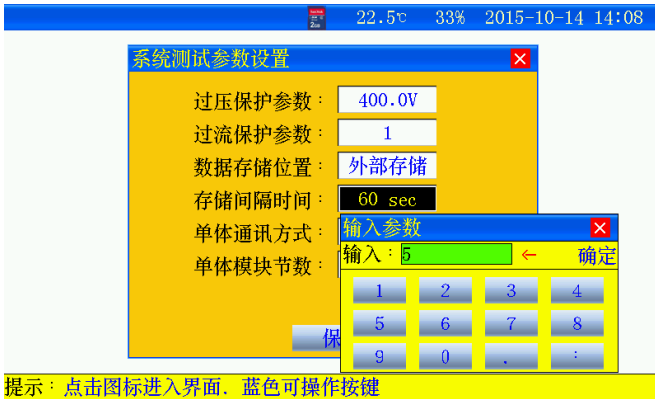 SanDisk
2GB
22.5℃ 33% 2015-10-14 14:08
系统测试参数设置
过压保护参数： 400.0V
过流保护参数： 1
数据存储位置： 外部存储
存储间隔时间： 60 sec
单体通讯方式：
单体模块节数：
保
输入参数
输入：5 ← 确定
1 2 3 4
5 6 7 8
9 0 . :
提示：点击图标进入界面．蓝色可操作按键